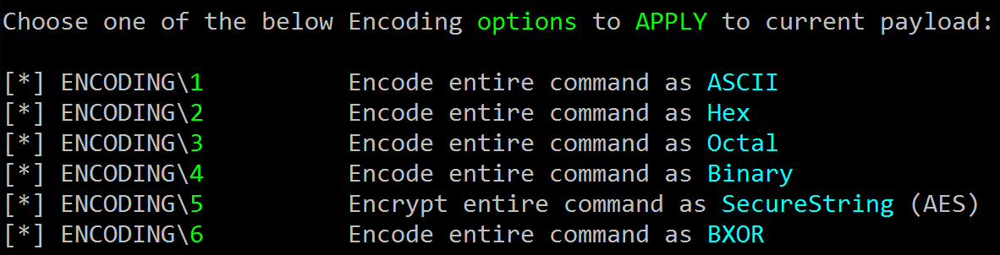 Choose one of the below Encoding options to APPLY to current payload:
[*] ENCODING\1 Encode entire command as ASCII
[*] ENCODING\2 Encode entire command as Hex
[*] ENCODING\3 Encode entire command as Octal
[*] ENCODING\4 Encode entire command as Binary
[*] ENCODING\5 Encrypt entire command as SecureString (AES)
[*] ENCODING\6 Encode entire command as BXOR